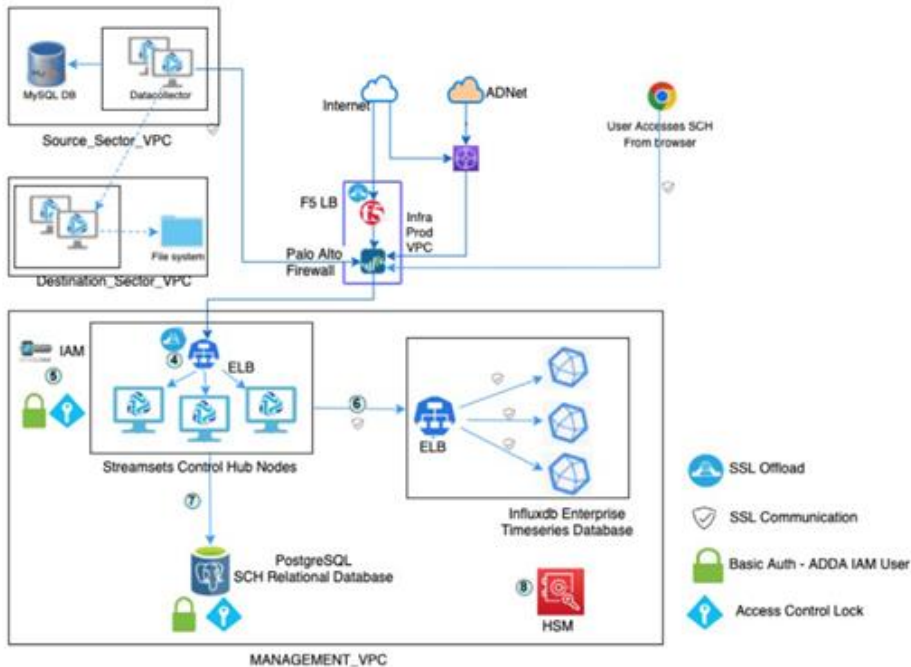 MySQL DB
Datacollector
Source_Sector_VPC
File system
Destination_Sector_VPC
Internet
ADNet
User Accesses SCH
From browser
F5 LB
Infra
Prod
VPC
Palo Alto
Firewall
IAM
5
4
ELB
Streamsets Control Hub Nodes
6
ELB
Influxdb Enterprise
Timeseries Database
7
PostgreSQL
SCH Relational Database
8
HSM
MANAGEMENT_VPC
SSL Offload
SSL Communication
Basic Auth - ADDA IAM User
Access Control Lock